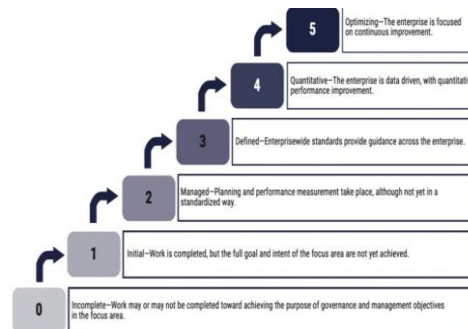 5
Optimizing—The enterprise is focused
on continuous improvement.
4
Quantitative—The enterprise is data driven, with quantitative
performance improvement.
3
Defined—Enterprisewide standards provide guidance across the enterprise.
2
Managed—Planning and performance measurement take place, although not yet in a
standardized way.
1
Initial—Work is completed, but the full goal and intent of the focus area are not yet achieved.
0
Incomplete—Work may or may not be completed toward achieving the purpose of governance and management objectives
in the focus area.